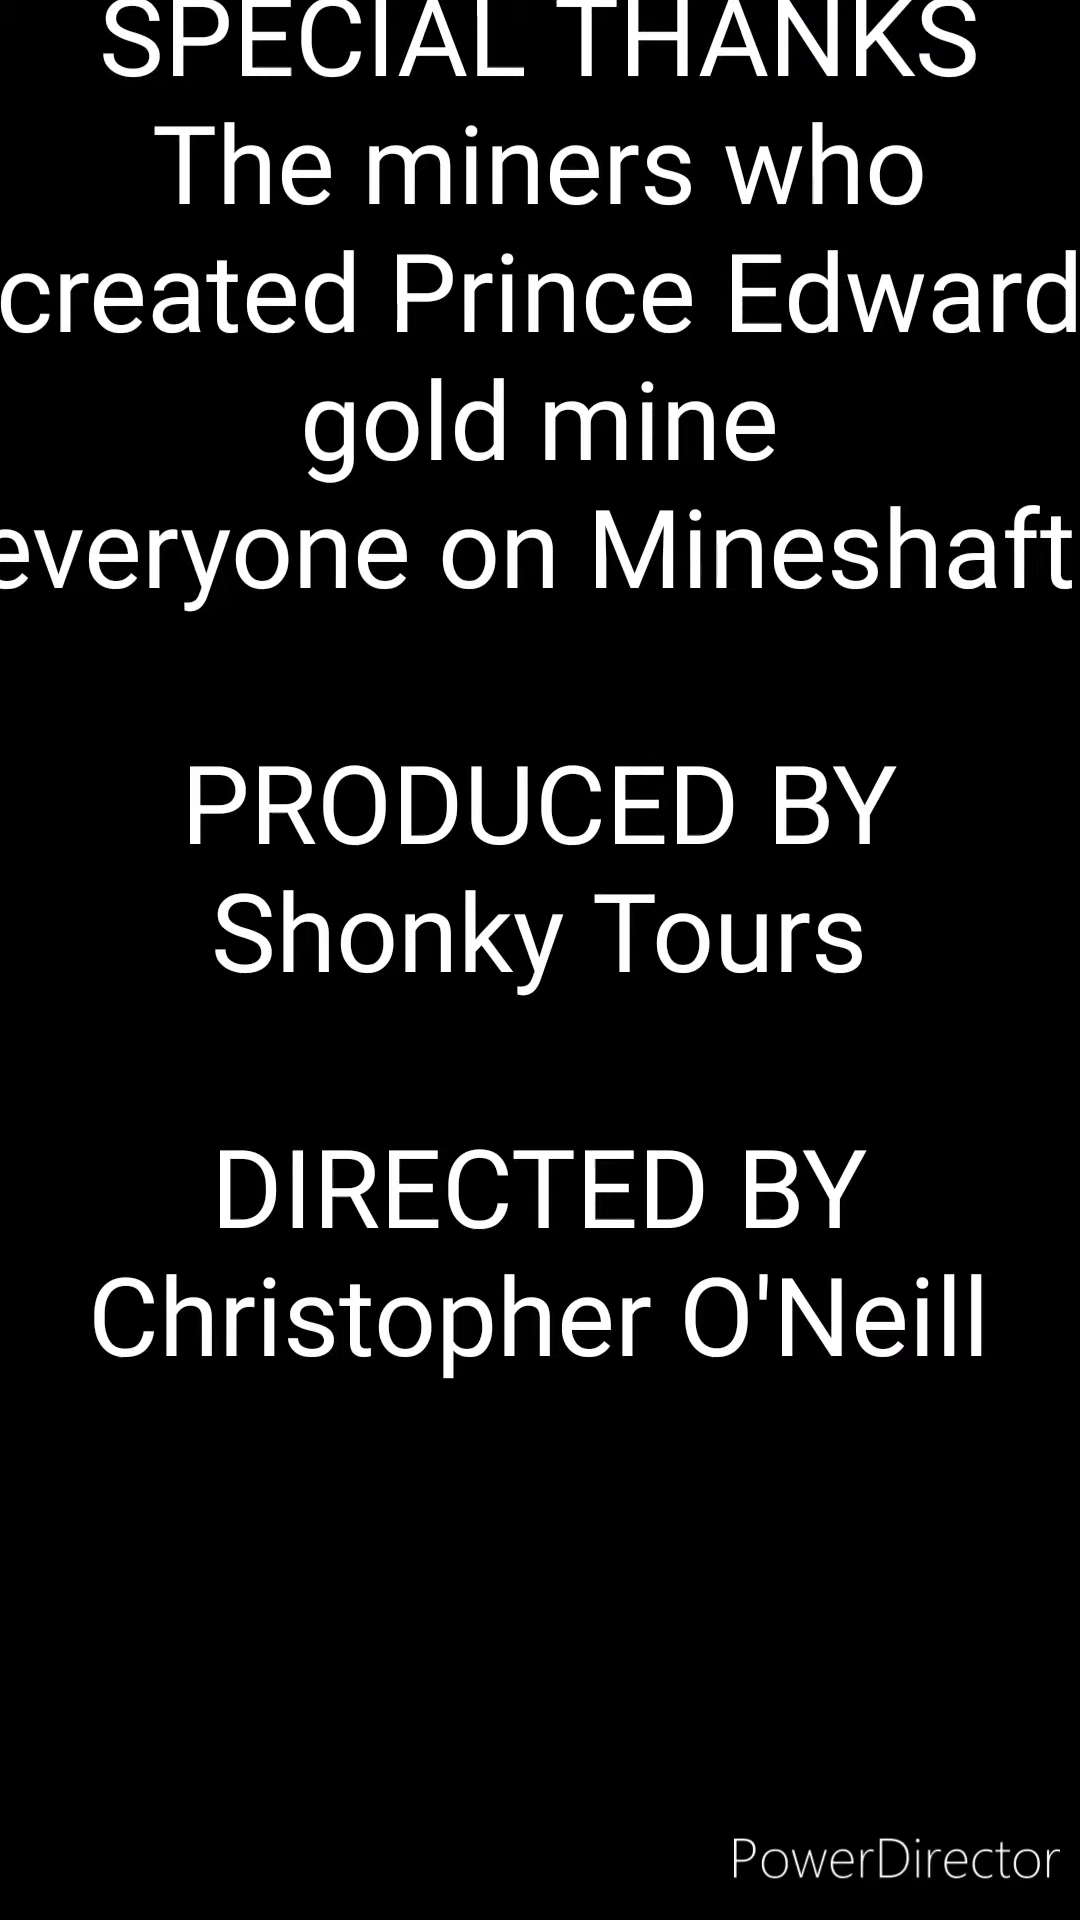 SPECIAL THANKS
The miners who
created Prince Edward
gold mine
everyone on Mineshaft
PRODUCED BY
Shonky Tours
DIRECTED BY
Christopher O'Neill
PowerDirector